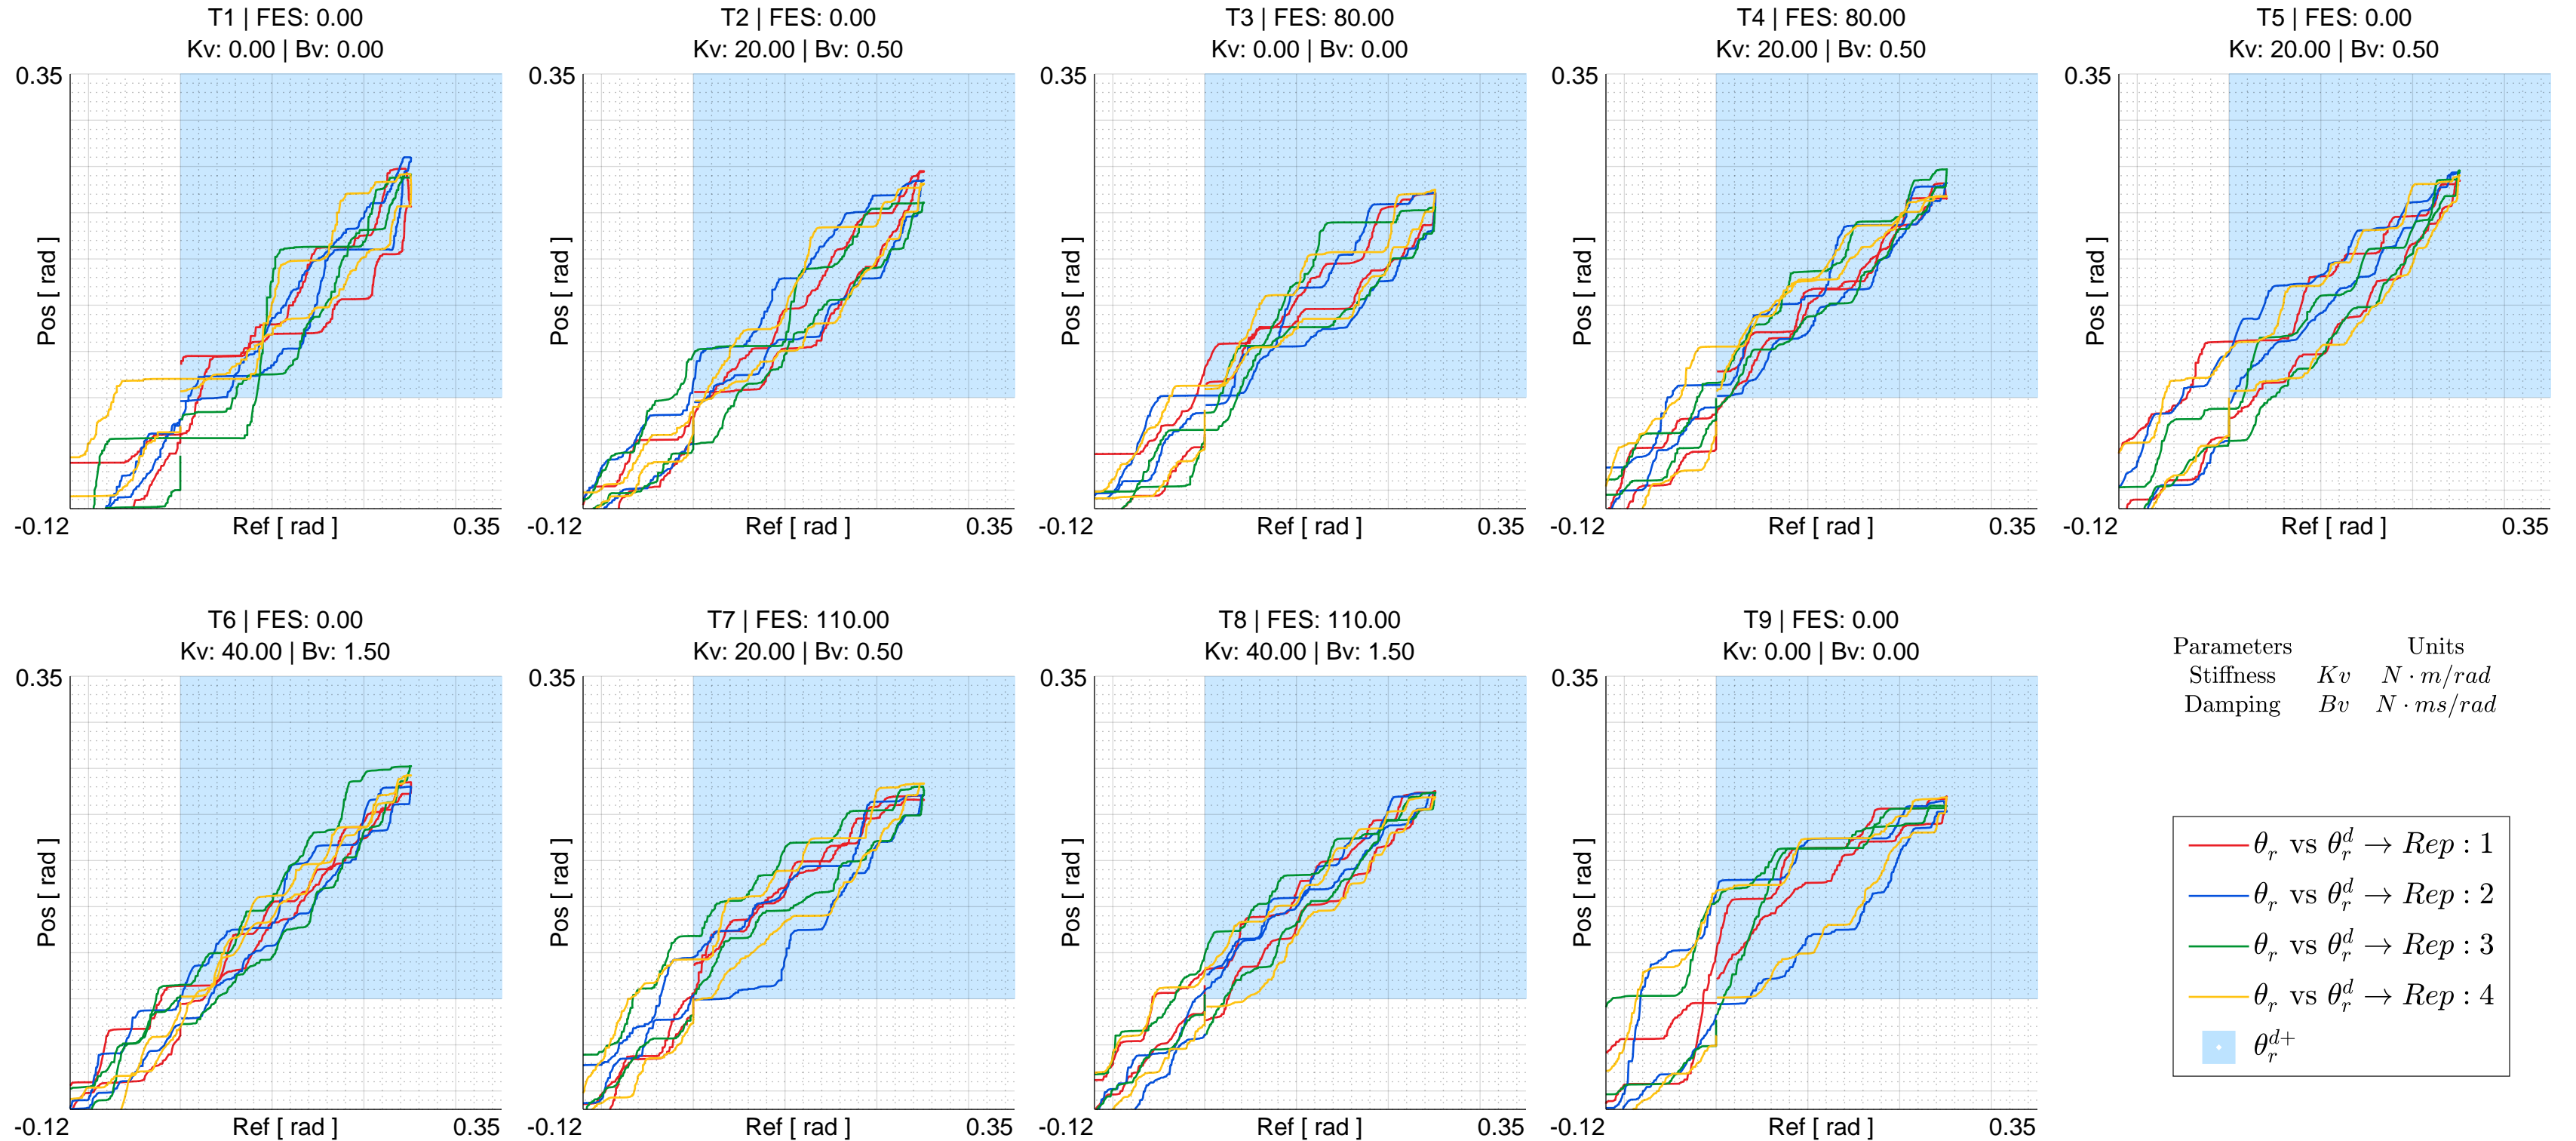 T1 | FES: 0.00
Kv: 0.00 | Bv: 0.00
0.35
Pos [ rad ]
-0.12
Ref [ rad ]
0.35
T2 | FES: 0.00
Kv: 20.00 | Bv: 0.50
0.35
Pos [ rad ]
-0.12
Ref [ rad ]
0.35
T3 | FES: 80.00
Kv: 0.00 | Bv: 0.00
0.35
Pos [ rad ]
-0.12
Ref [ rad ]
0.35
T4 | FES: 80.00
Kv: 20.00 | Bv: 0.50
0.35
Pos [ rad ]
-0.12
Ref [ rad ]
0.35
T5 | FES: 0.00
Kv: 20.00 | Bv: 0.50
0.35
Pos [ rad ]
-0.12
Ref [ rad ]
0.35
T6 | FES: 0.00
Kv: 40.00 | Bv: 1.50
0.35
Pos [ rad ]
-0.12
Ref [ rad ]
0.35
T7 | FES: 110.00
Kv: 20.00 | Bv: 0.50
0.35
Pos [ rad ]
-0.12
Ref [ rad ]
0.35
T8 | FES: 110.00
Kv: 40.00 | Bv: 1.50
0.35
Pos [ rad ]
-0.12
Ref [ rad ]
0.35
T9 | FES: 0.00
Kv: 0.00 | Bv: 0.00
0.35
Pos [ rad ]
-0.12
Ref [ rad ]
0.35
Parameters Units
Stiffness Kv N · m/rad
Damping Bv N · ms/rad
θ_r vs θ_r^d → Rep : 1
θ_r vs θ_r^d → Rep : 2
θ_r vs θ_r^d → Rep : 3
θ_r vs θ_r^d → Rep : 4
θ_r^{d+}